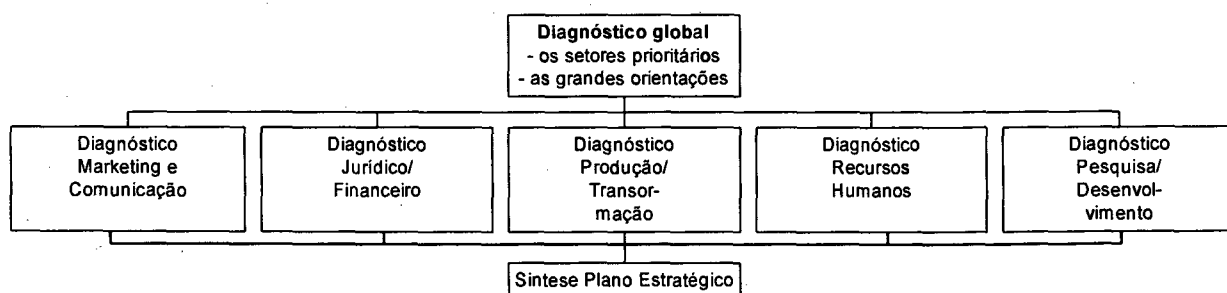 Diagnóstico global
- os setores prioritários
- as grandes orientações
Diagnóstico
Marketing e
Comunicação
Diagnóstico
Jurídico/
Financeiro
Diagnóstico
Produção/
Transor-
mação
Diagnóstico
Recursos
Humanos
Diagnóstico
Pesquisa/
Desenvol-
vimento
Sintese Plano Estratégico